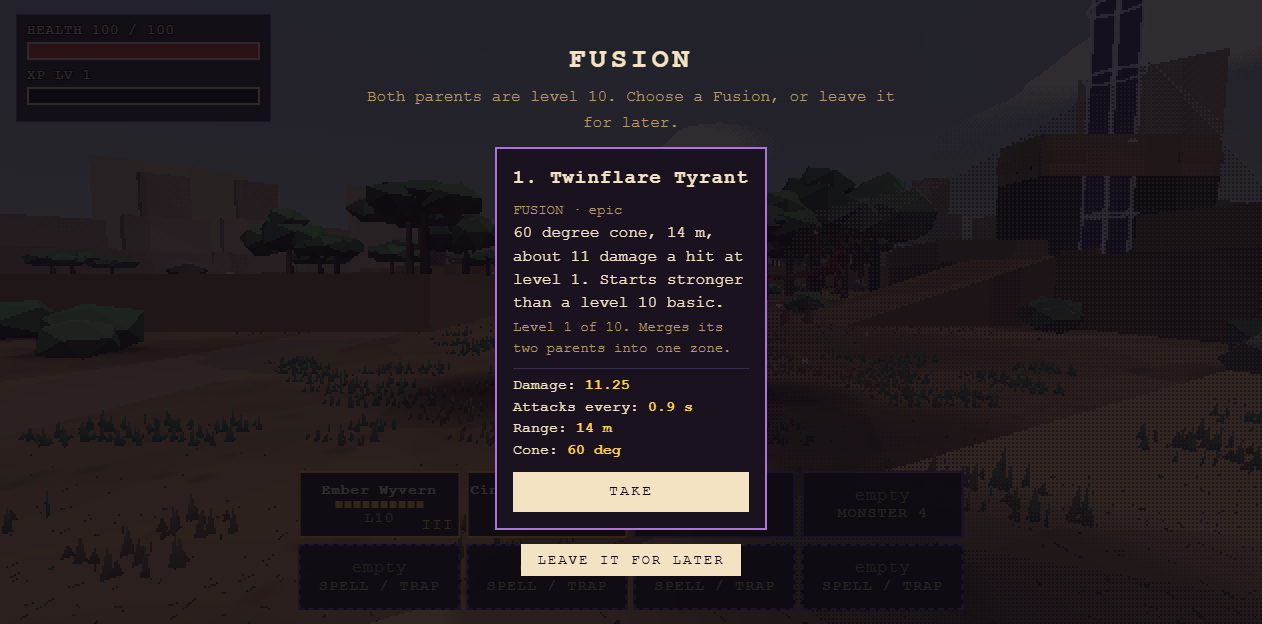 HEALTH 100 / 100
XP LV 1
FUSION
Both parents are level 10. Choose a Fusion, or leave it
for later.
1. Twinflare Tyrant
FUSION · epic
60 degree cone, 14 m,
about 11 damage a hit at
level 1. Starts stronger
than a level 10 basic.
Level 1 of 10. Merges its
two parents into one zone.
Damage: 11.25
Attacks every: 0.9 s
Range: 14 m
Cone: 60 deg
TAKE
Ember Wyvern
L10
III
empty
MONSTER 4
LEAVE IT FOR LATER
empty
SPELL / TRAP
SPELL / TRAP
SPELL / TRAP
empty
SPELL / TRAP